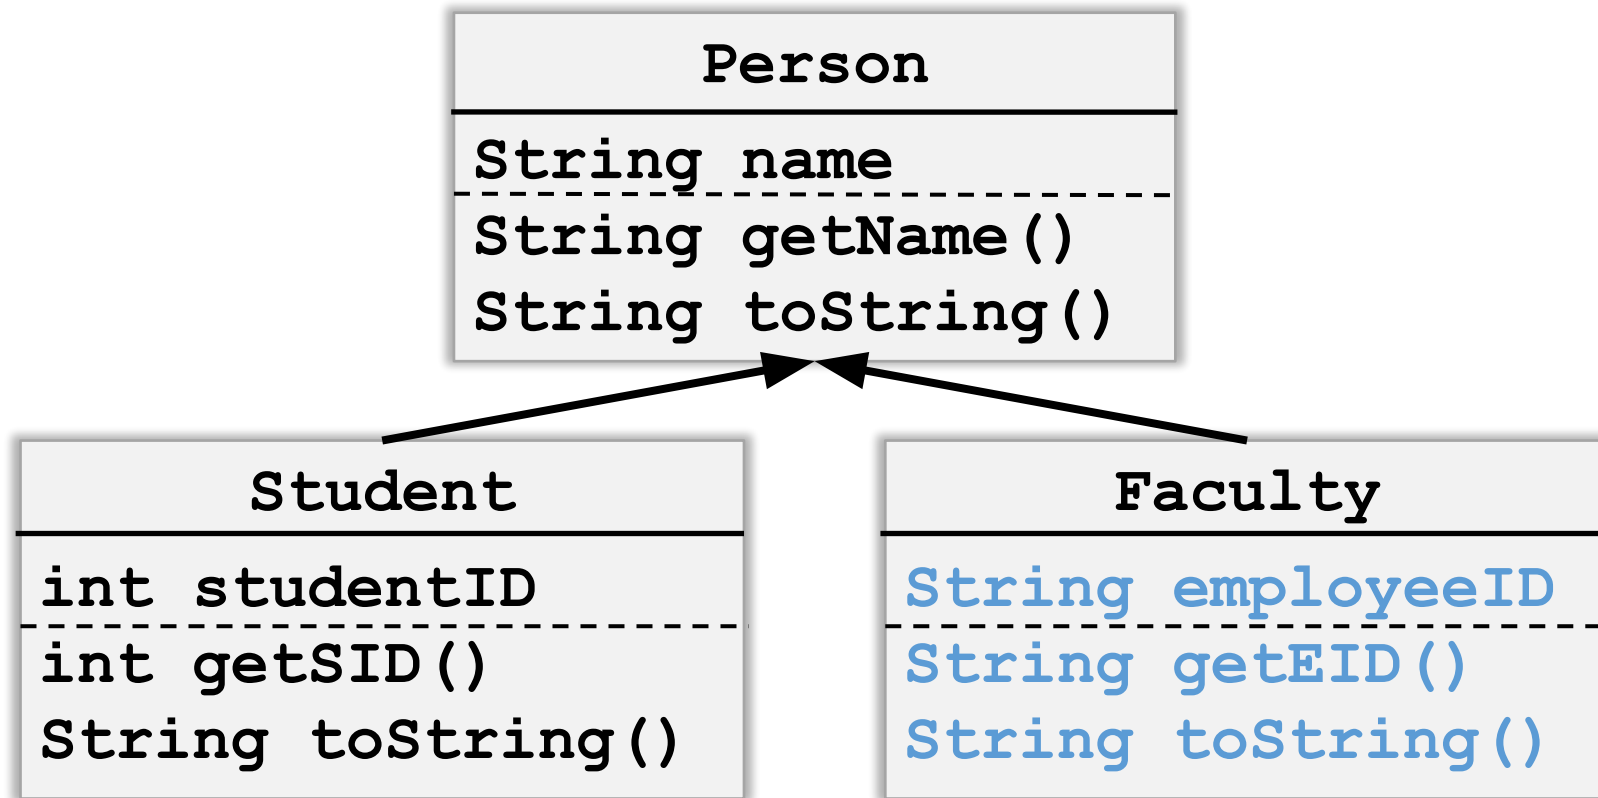 Person
String name
String getName()
String toString()
Student
int studentID
int getSID()
String toString()
Faculty
String employeeID
String getEID()
String toString()